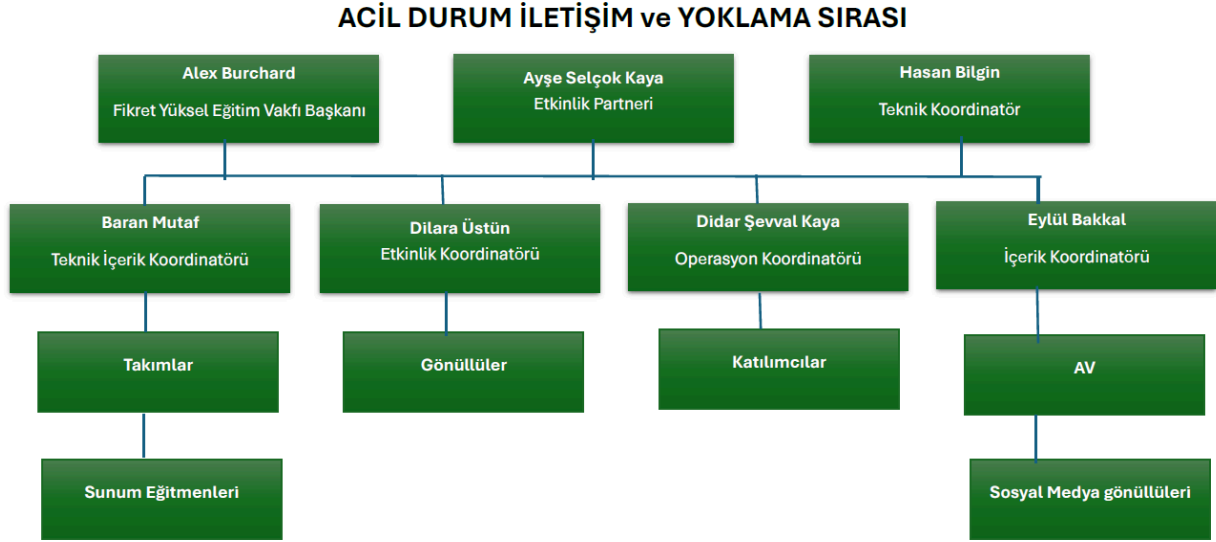 ACİL DURUM İLETİŞİM ve YOKLAMA SIRASI
Alex Burchard
Fikret Yüksel Eğitim Vakfı Başkanı
Ayşe Selçok Kaya
Etkinlik Partneri
Hasan Bilgin
Teknik Koordinatör
Baran Mutaf
Teknik İçerik Koordinatörü
Dilara Üstün
Etkinlik Koordinatörü
Didar Şevval Kaya
Operasyon Koordinatörü
Eylül Bakkal
İçerik Koordinatörü
Takımlar
Gönüllüler
Katılımcılar
AV
Sunum Eğitmenleri
Sosyal Medya gönüllüleri